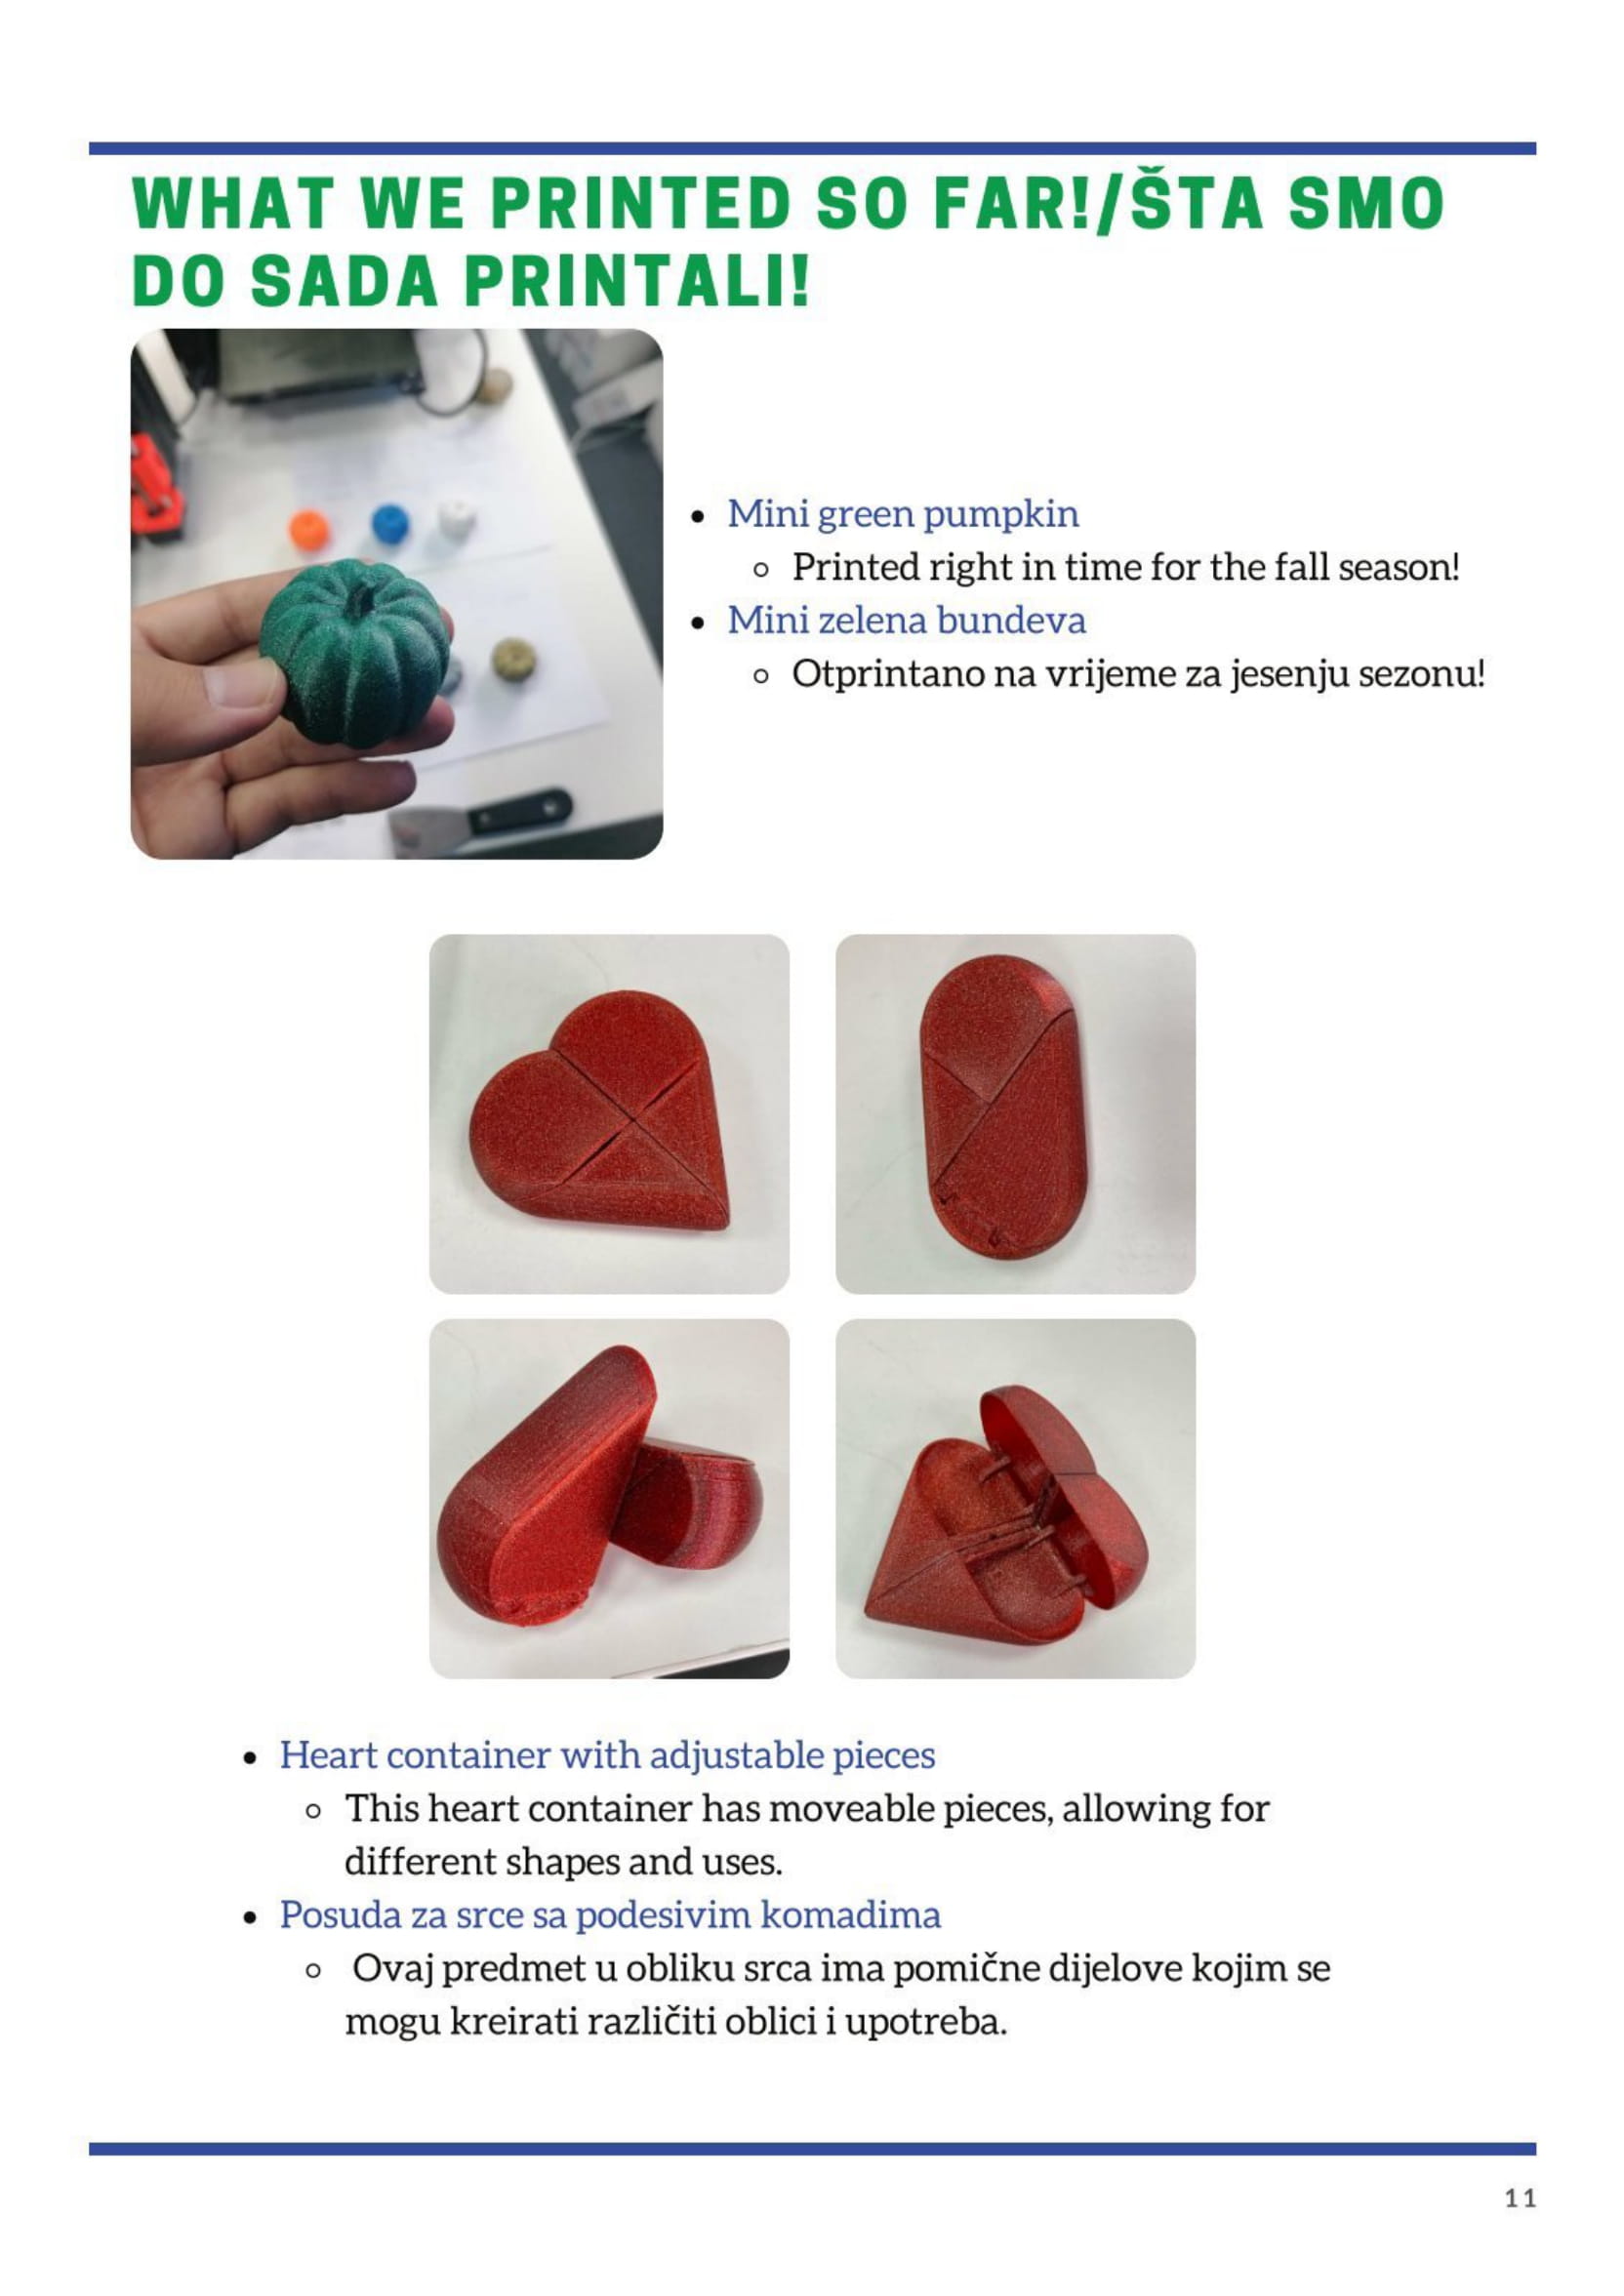 WHAT WE PRINTED SO FAR!/ŠTA SMO
DO SADA PRINTALI!
• Mini green pumpkin
◦ Printed right in time for the fall season!
• Mini zelena bundeva
◦ Otprintano na vrijeme za jesenju sezonu!
• Heart container with adjustable pieces
◦ This heart container has moveable pieces, allowing for
different shapes and uses.
• Posuda za srce sa podesivim komadima
◦ Ovaj predmet u obliku srca ima pomične dijelove kojim se
mogu kreirati različiti oblici i upotreba.
11